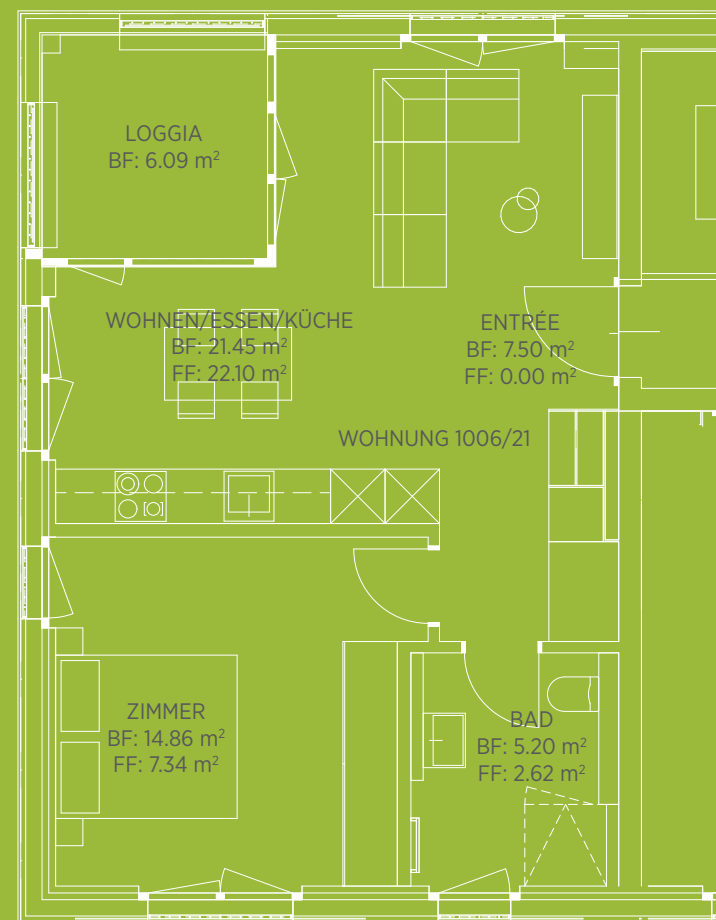 LOGGIA
BF: 6.09 m²
WOHNEN/ESSEN/KÜCHE
BF: 21.45 m²
FF: 22.10 m²
ENTRÉE
BF: 7.50 m²
FF: 0.00 m²
WOHNUNG 1006/21
ZIMMER
BF: 14.86 m²
FF: 7.34 m²
BAD
BF: 5.20 m²
FF: 2.62 m²